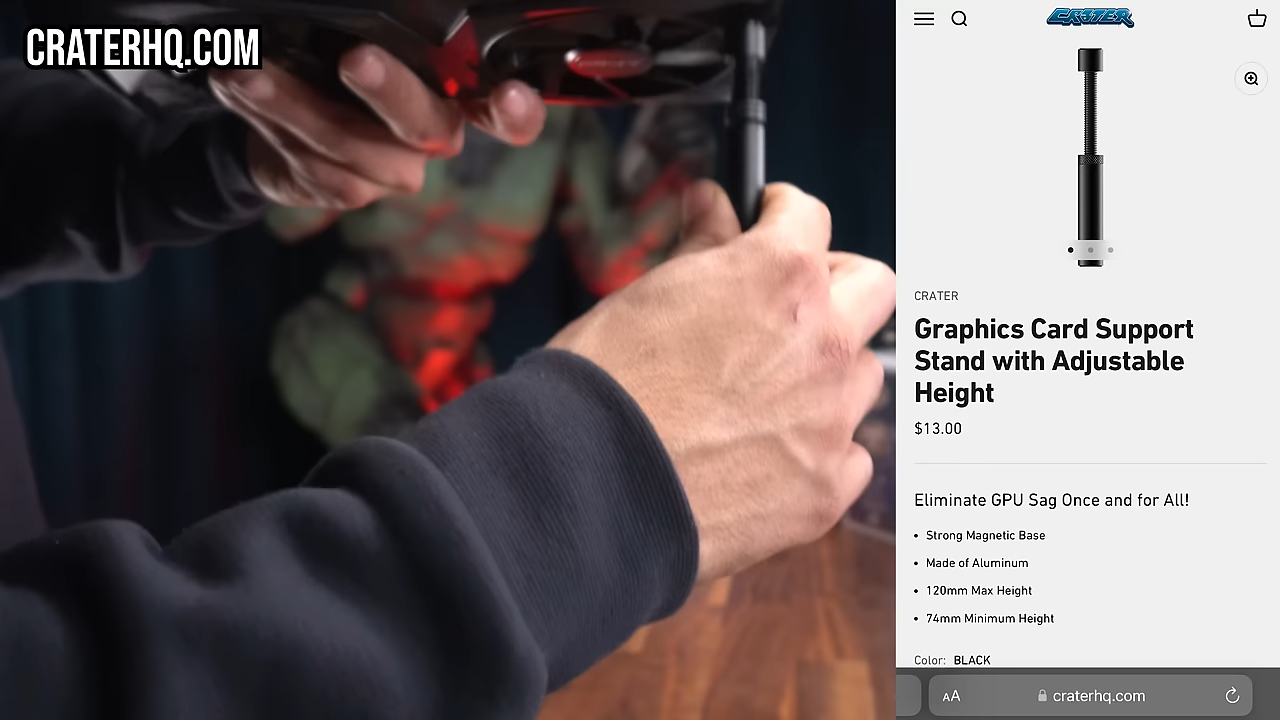 CRATERHQ.COM
CRATER
CRATER
Graphics Card Support
Stand with Adjustable
Height
$13.00
Eliminate GPU Sag Once and for All!
• Strong Magnetic Base
• Made of Aluminum
• 120mm Max Height
• 74mm Minimum Height
Color: BLACK
AA
craterhq.com